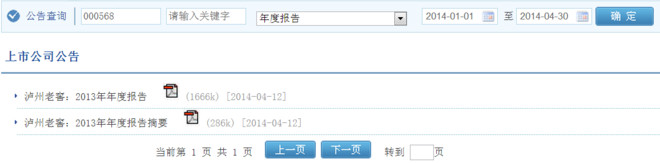 公告查询 000568 请输入关键字 年度报告 2014-01-01 至 2014-04-30 确 定
上市公司公告
泸州老窖：2013年年度报告 (1666k) [2014-04-12]
泸州老窖：2013年年度报告摘要 (286k) [2014-04-12]
当前第 1 页 共 1 页 上一页 下一页 转到 页